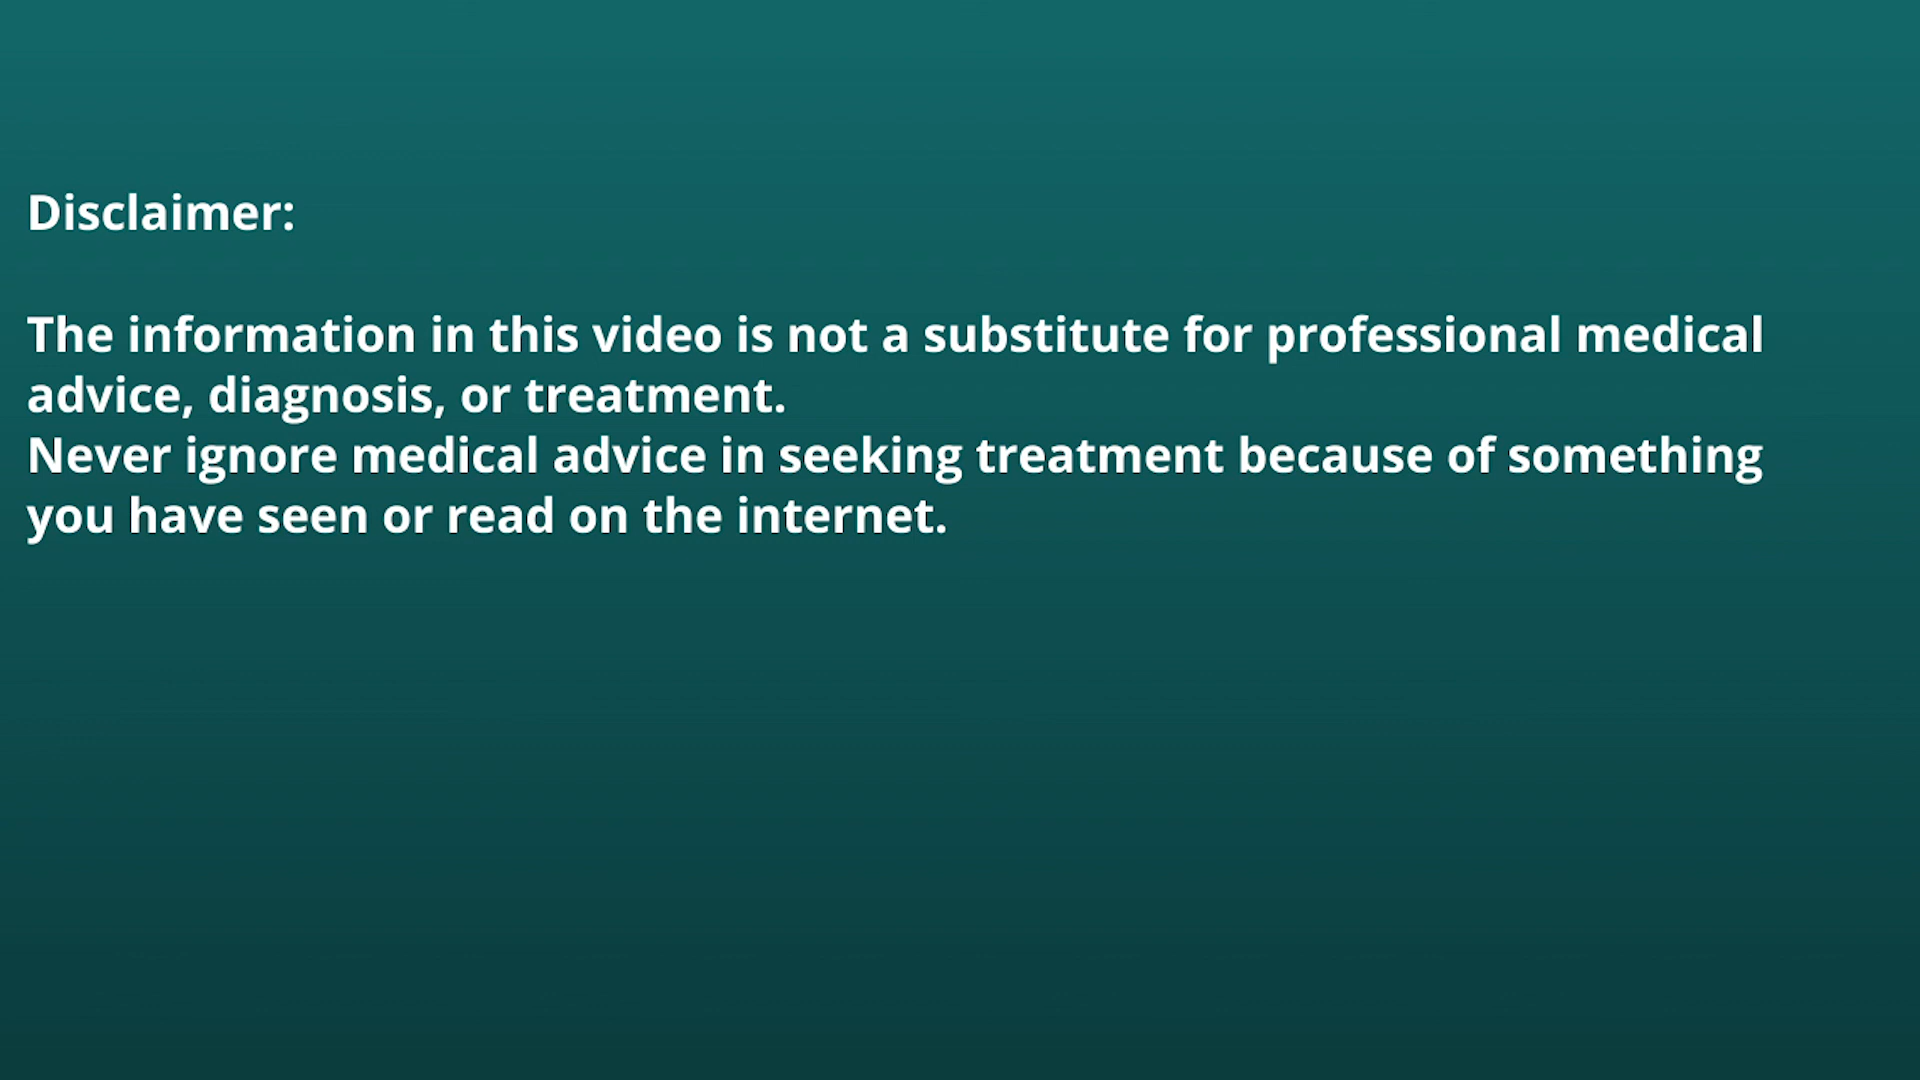 Disclaimer:
The information in this video is not a substitute for professional medical
advice, diagnosis, or treatment.
Never ignore medical advice in seeking treatment because of something
you have seen or read on the internet.